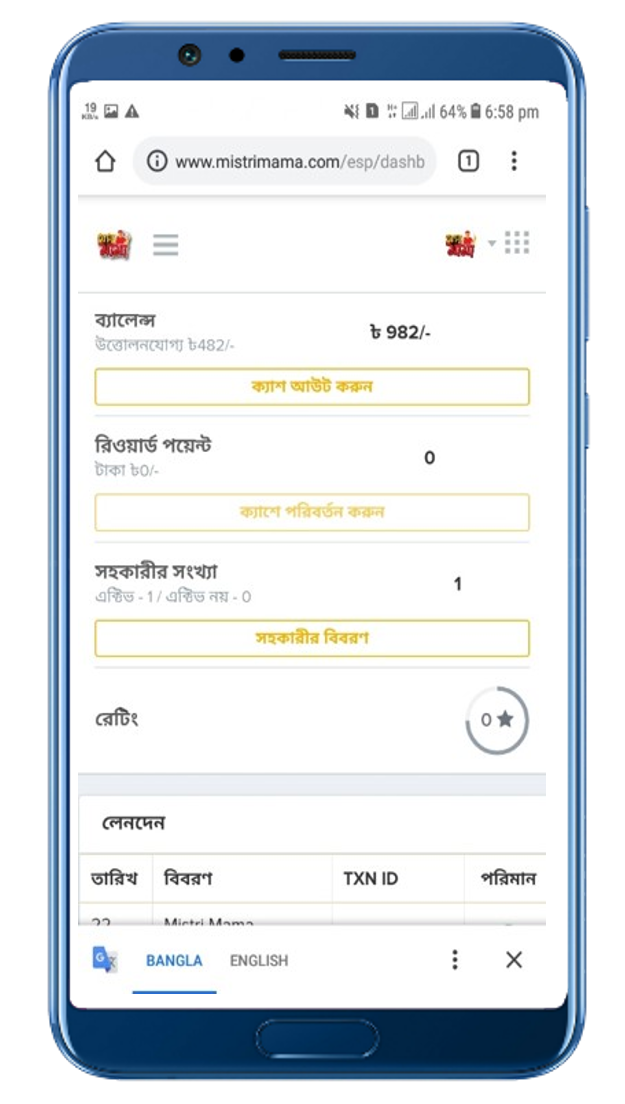 19
KB/s
64% 6:58 pm
www.mistrimama.com/esp/dashb
1
ব্যালেন্স
উত্তোলনযোগ্য ৳482/-
৳ 982/-
ক্যাশ আউট করুন
রিওয়ার্ড পয়েন্ট
টাকা ৳0/-
0
ক্যাশে পরিবর্তন করুন
সহকারীর সংখ্যা
এক্টিভ - 1 / এক্টিভ নয় - 0
1
সহকারীর বিবরণ
রেটিং
0
লেনদেন
তারিখ বিবরণ TXN ID পরিমান
22 Mistri Mama
BANGLA ENGLISH